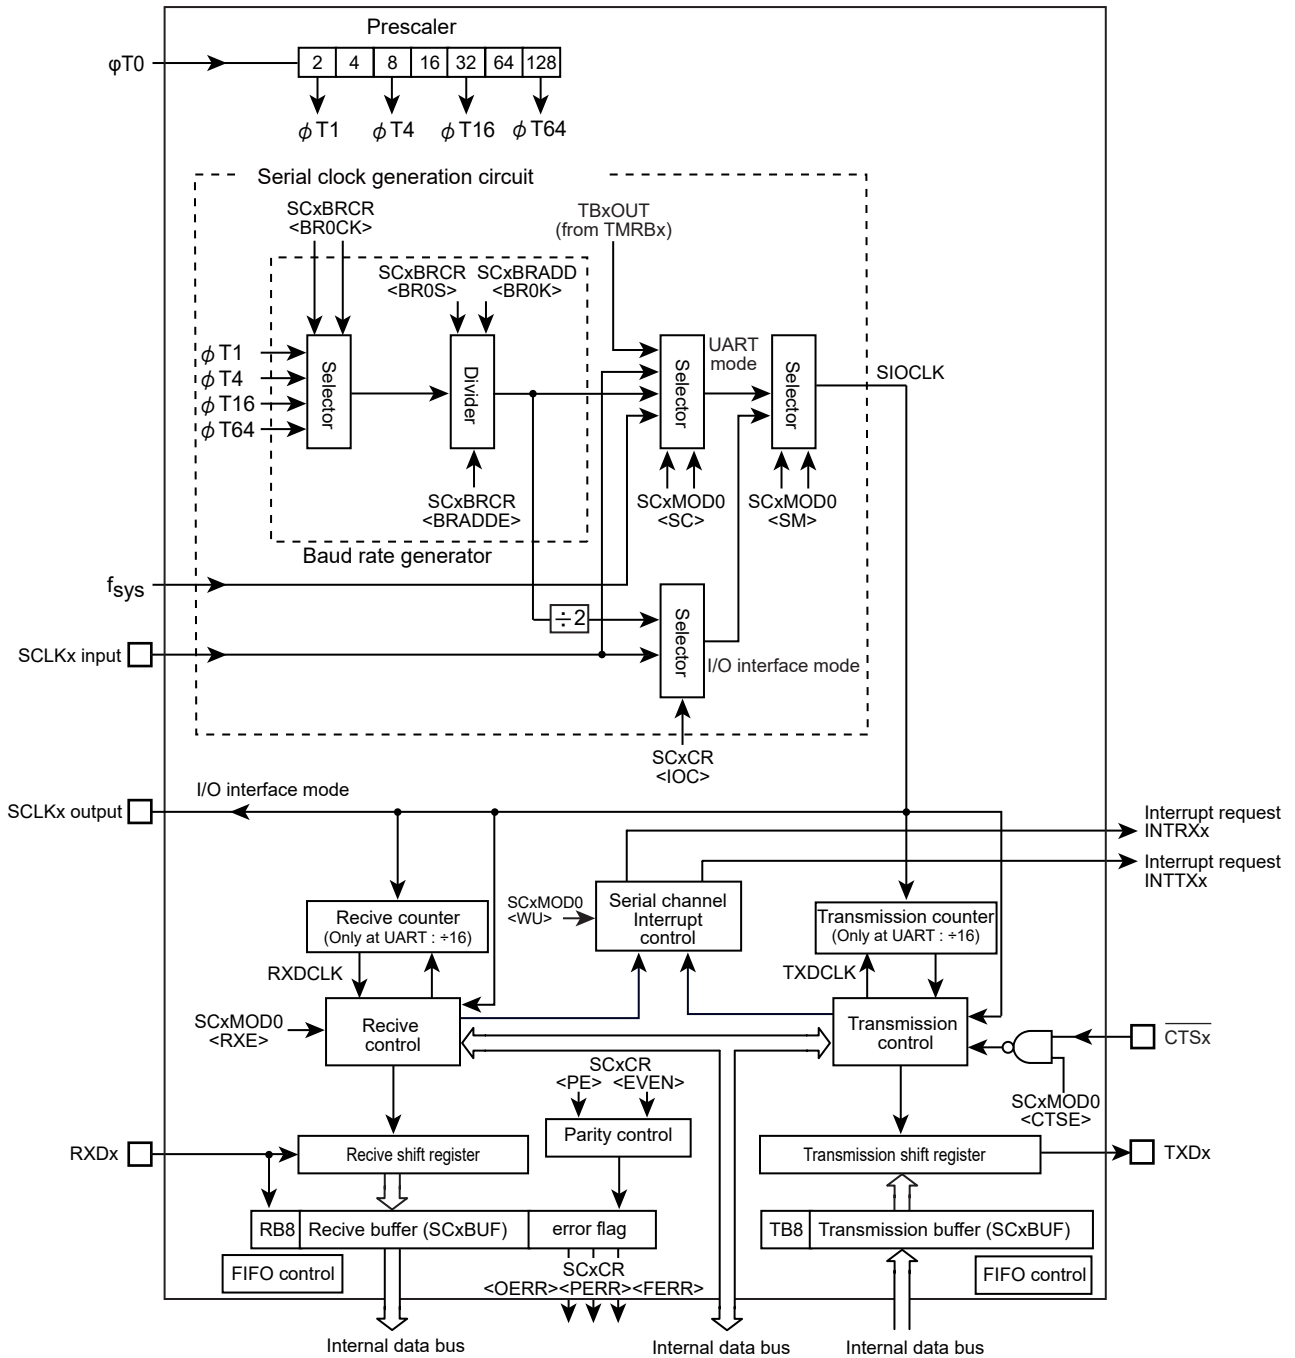 Prescaler
φT0
2 4 8 16 32 64 128
ϕT1 ϕT4 ϕT16 ϕT64
Serial clock generation circuit
SCxBRCR
<BR0CK>
TBxOUT
(from TMRBx)
SCxBRCR
<BR0S>
SCxBRADD
<BR0K>
ϕT1
ϕT4
ϕT16
ϕT64
Selector
Divider
Selector
UART
mode
Selector
SIOCLK
SCxBRCR
<BRADDE>
SCxMOD0
<SC>
SCxMOD0
<SM>
Baud rate generator
fsys
÷2
Selector
SCLKx input
I/O interface mode
SCxCR
<IOC>
I/O interface mode
SCLKx output
Interrupt request
INTRXx
Interrupt request
INTTXx
SCxMOD0
<WU>
Serial channel
Interrupt
control
Recive counter
(Only at UART : ÷16)
Transmission counter
(Only at UART : ÷16)
RXDCLK
TXDCLK
SCxMOD0
<RXE>
Recive
control
Transmission
control
CTSx
SCxMOD0
<CTSE>
SCxCR
<PE> <EVEN>
Parity control
RXDx
Recive shift register
Transmission shift register
TXDx
RB8
Recive buffer (SCxBUF)
error flag
TB8
Transmission buffer (SCxBUF)
FIFO control
SCxCR
<OERR><PERR><FERR>
FIFO control
Internal data bus
Internal data bus
Internal data bus